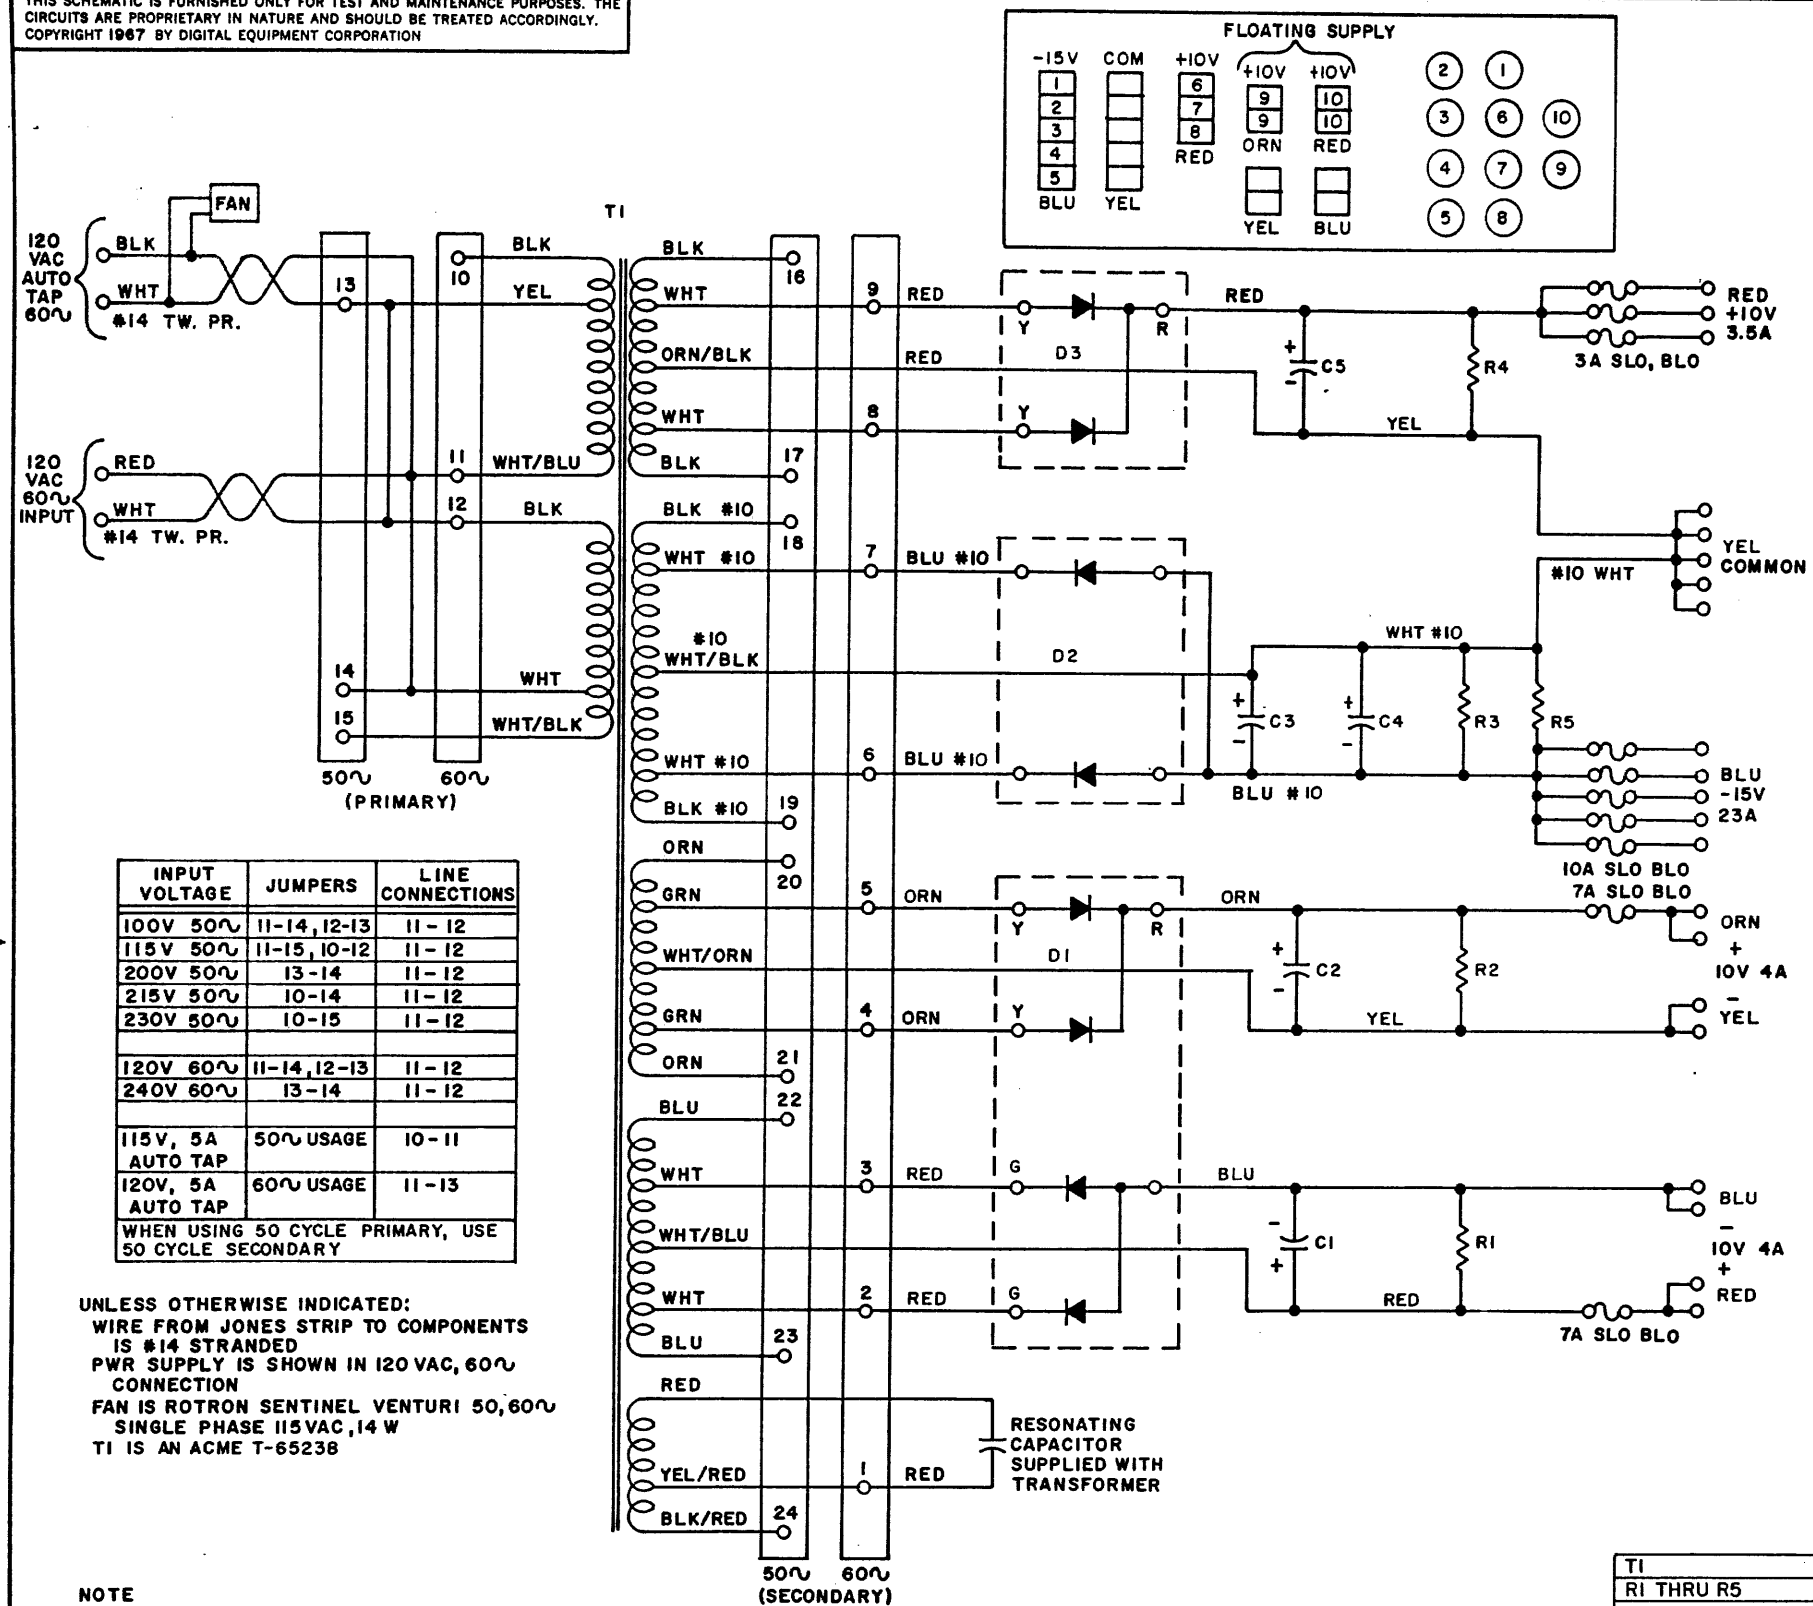 THIS SCHEMATIC IS FURNISHED ONLY FOR TEST AND MAINTENANCE PURPOSES. THE
CIRCUITS ARE PROPRIETARY IN NATURE AND SHOULD BE TREATED ACCORDINGLY.
COPYRIGHT 1967 BY DIGITAL EQUIPMENT CORPORATION
FLOATING SUPPLY
-15V COM +10V +10V +10V
1
2
3
4
5
BLU
YEL
6
7
8
RED
9
9
ORN
10
10
RED
YEL
BLU
2 1
3 6 10
4 7 9
5 8
FAN
120
VAC
AUTO
TAP
60∿
BLK
WHT
#14 TW. PR.
120
VAC
60∿
INPUT
RED
WHT
#14 TW. PR.
13
14
15
50∿
10
11
12
60∿
(PRIMARY)
T1
BLK
YEL
WHT/BLU
BLK
WHT
WHT/BLK
BLK
WHT
ORN/BLK
WHT
BLK
BLK #10
WHT #10
#10
WHT/BLK
WHT #10
BLK #10
ORN
GRN
WHT/ORN
GRN
ORN
BLU
WHT
WHT/BLU
WHT
BLU
RED
YEL/RED
BLK/RED
16
17
18
19
20
21
22
23
24
50∿
9
8
7
6
5
4
3
2
1
60∿
(SECONDARY)
RED
RED
Y
R
D3
Y
RED
+
-
C5
R4
YEL
3A SLO, BLO
RED
+10V
3.5A
YEL
COMMON
#10 WHT
BLU #10
D2
BLU #10
WHT #10
+
-
C3
+
-
C4
R3
R5
BLU #10
BLU
-15V
23A
10A SLO BLO
7A SLO BLO
ORN
Y
R
D1
ORN
Y
ORN
+
-
C2
R2
YEL
ORN
+
10V 4A
-
YEL
RED
G
RED
G
BLU
-
+
C1
R1
RED
BLU
-
10V 4A
+
RED
7A SLO BLO
RED
RESONATING
CAPACITOR
SUPPLIED WITH
TRANSFORMER
INPUT VOLTAGE JUMPERS LINE CONNECTIONS
100V 50∿ 11-14,12-13 11-12
115V 50∿ 11-15,10-12 11-12
200V 50∿ 13-14 11-12
215V 50∿ 10-14 11-12
230V 50∿ 10-15 11-12
120V 60∿ 11-14,12-13 11-12
240V 60∿ 13-14 11-12
115V, 5A AUTO TAP 50∿ USAGE 10-11
120V, 5A AUTO TAP 60∿ USAGE 11-13
WHEN USING 50 CYCLE PRIMARY, USE
50 CYCLE SECONDARY
UNLESS OTHERWISE INDICATED:
WIRE FROM JONES STRIP TO COMPONENTS
IS #14 STRANDED
PWR SUPPLY IS SHOWN IN 120 VAC, 60∿
CONNECTION
FAN IS ROTRON SENTINEL VENTURI 50,60∿
SINGLE PHASE 115VAC,14 W
T1 IS AN ACME T-65238
NOTE
T1
R1 THRU R5